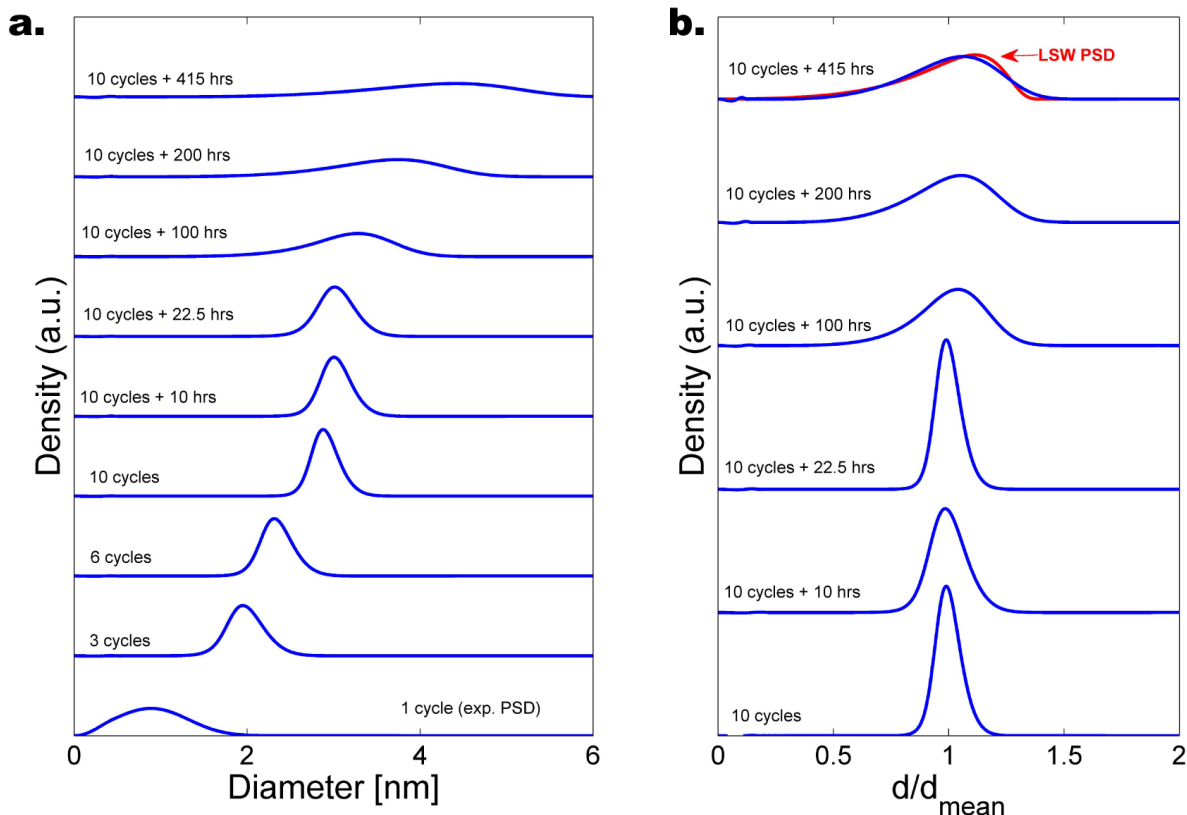 a.
10 cycles + 415 hrs
10 cycles + 200 hrs
10 cycles + 100 hrs
10 cycles + 22.5 hrs
10 cycles + 10 hrs
10 cycles
6 cycles
3 cycles
1 cycle (exp. PSD)
Density (a.u.)
0 2 4 6
Diameter [nm]
b.
LSW PSD
10 cycles + 415 hrs
10 cycles + 200 hrs
10 cycles + 100 hrs
10 cycles + 22.5 hrs
10 cycles + 10 hrs
10 cycles
Density (a.u.)
0 0.5 1 1.5 2
d/dmean